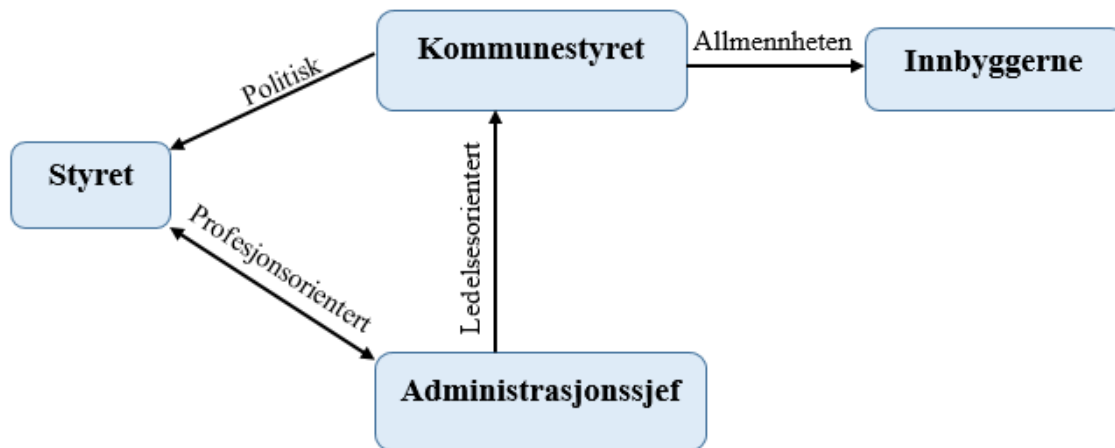 Kommunestyret
Allmennheten
Innbyggerne
Politisk
Styret
Profesjonsorientert
Ledelsesorientert
Administrasjonssjef